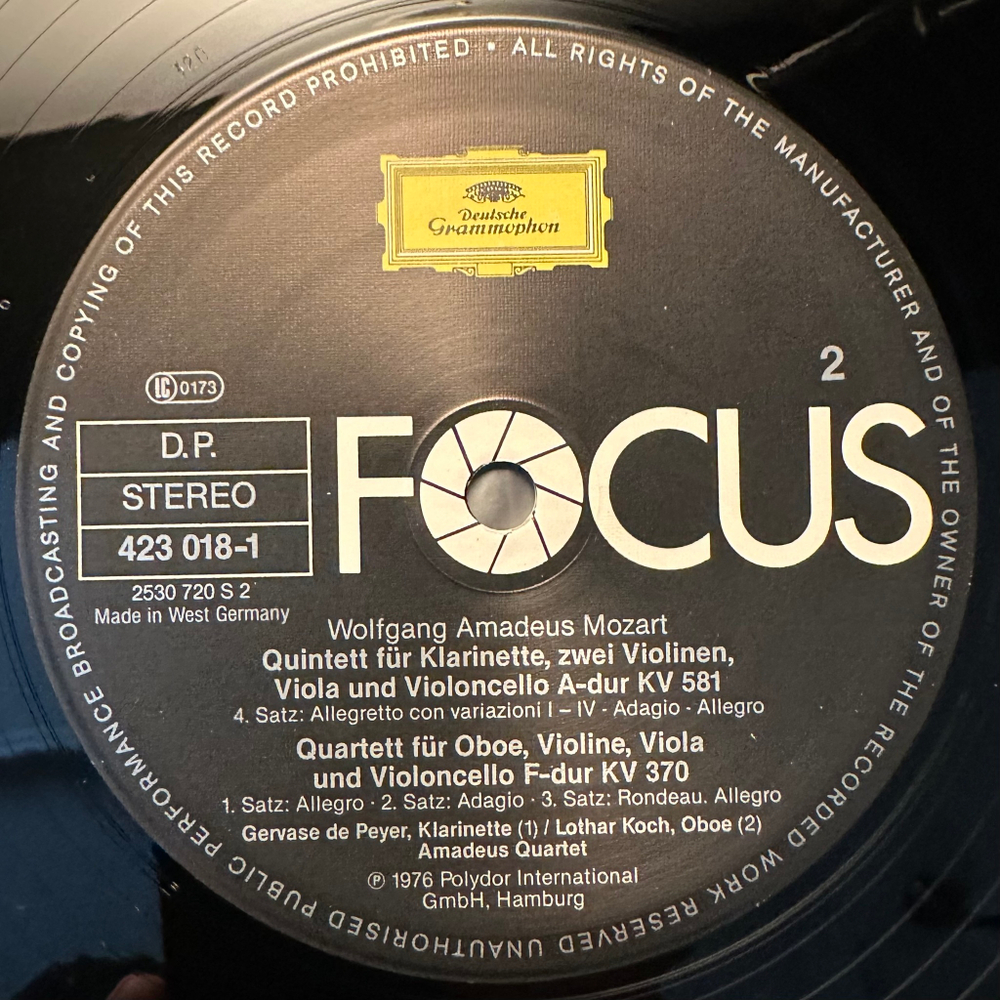 ALL RIGHTS OF THE MANUFACTURER AND OF THE OWNER OF THE RECORDED WORK RESERVED UNAUTHORISED PUBLIC PERFORMANCE BROADCASTING AND COPYING OF THIS RECORD PROHIBITED •
Deutsche
Grammophon
2
LC 0173
D.P.
STEREO
423 018-1
FOCUS
2530 720 S 2
Made in West Germany
Wolfgang Amadeus Mozart
Quintett für Klarinette, zwei Violinen,
Viola und Violoncello A-dur KV 581
4. Satz: Allegretto con variazioni I – IV - Adagio - Allegro
Quartett für Oboe, Violine, Viola
und Violoncello F-dur KV 370
1. Satz: Allegro · 2. Satz: Adagio · 3. Satz: Rondeau. Allegro
Gervase de Peyer, Klarinette (1) / Lothar Koch, Oboe (2)
Amadeus Quartet
℗ 1976 Polydor International
GmbH, Hamburg